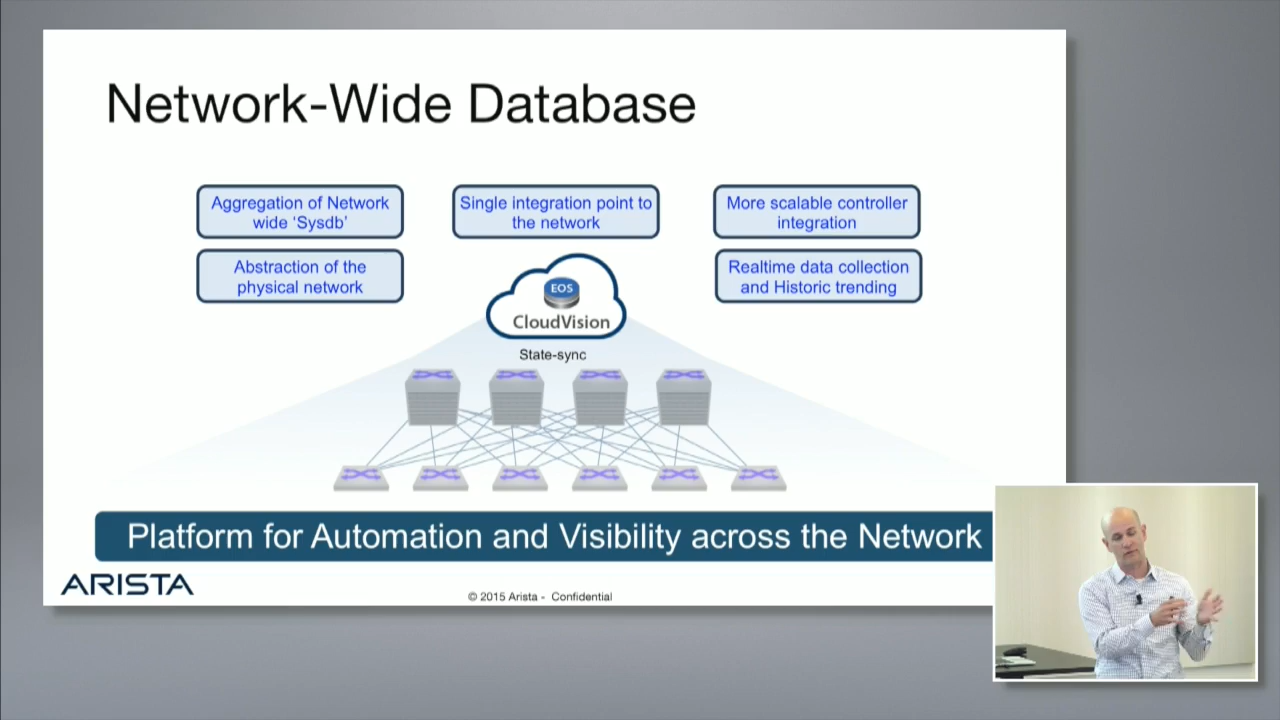 Network-Wide Database
Aggregation of Network
wide 'Sysdb'
Single integration point to
the network
More scalable controller
integration
Abstraction of the
physical network
Realtime data collection
and Historic trending
EOS
CloudVision
State-sync
Platform for Automation and Visibility across the Network
ARISTA
© 2015 Arista - Confidential